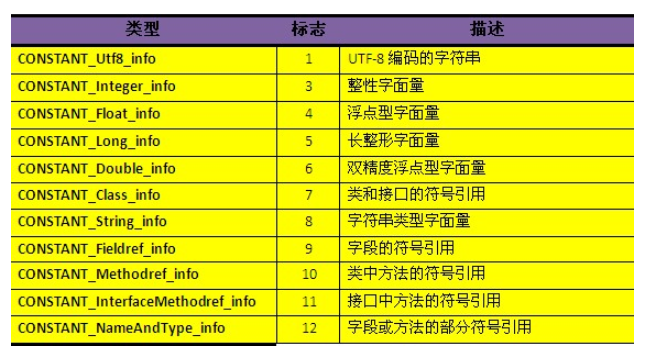 类型 标志 描述
CONSTANT_Utf8_info 1 UTF-8编码的字符串
CONSTANT_Integer_info 3 整性字面量
CONSTANT_Float_info 4 浮点型字面量
CONSTANT_Long_info 5 长整形字面量
CONSTANT_Double_info 6 双精度浮点型字面量
CONSTANT_Class_info 7 类和接口的符号引用
CONSTANT_String_info 8 字符串类型字面量
CONSTANT_Fieldref_info 9 字段的符号引用
CONSTANT_Methodref_info 10 类中方法的符号引用
CONSTANT_InterfaceMethodref_info 11 接口中方法的符号引用
CONSTANT_NameAndType_info 12 字段或方法的部分符号引用